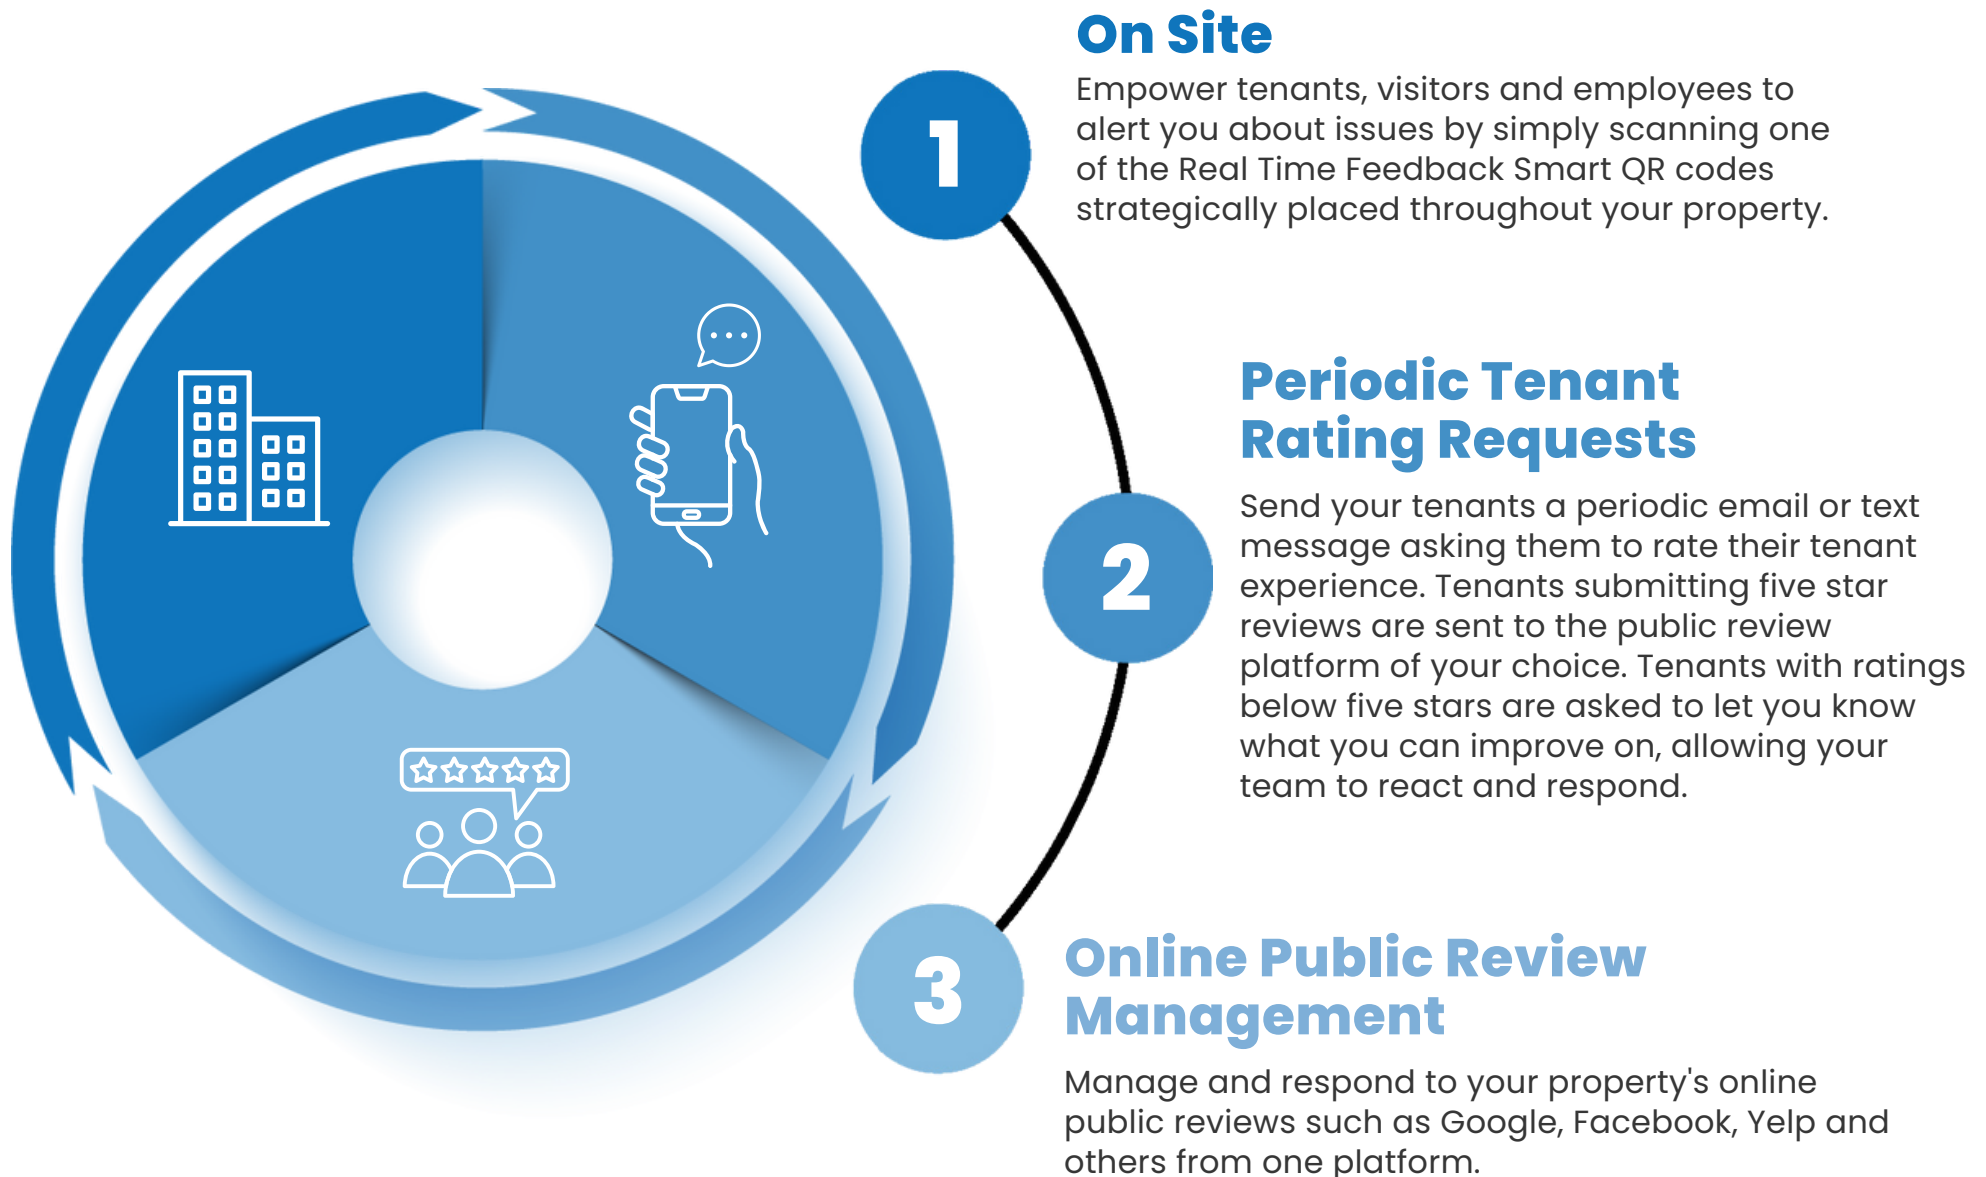 1
On Site
Empower tenants, visitors and employees to
alert you about issues by simply scanning one
of the Real Time Feedback Smart QR codes
strategically placed throughout your property.
2
Periodic Tenant
Rating Requests
Send your tenants a periodic email or text
message asking them to rate their tenant
experience. Tenants submitting five star
reviews are sent to the public review
platform of your choice. Tenants with ratings
below five stars are asked to let you know
what you can improve on, allowing your
team to react and respond.
3
Online Public Review
Management
Manage and respond to your property's online
public reviews such as Google, Facebook, Yelp and
others from one platform.